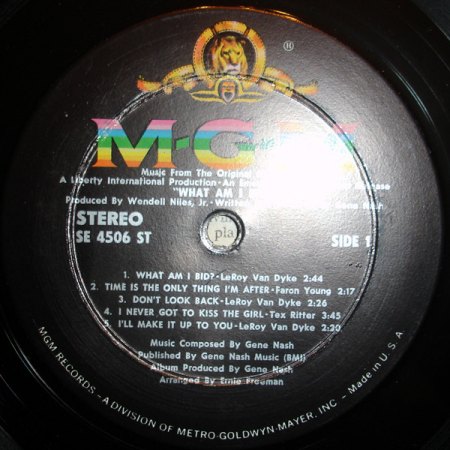 ®
M-G-M
Music From The Original
A Liberty International Production - An
"WHAT AM I
Produced by Wendell Niles, Jr. - Written
STEREO
SE 4506 ST
SIDE 1
pla
1. WHAT AM I BID? - LeRoy Van Dyke 2:44
2. TIME IS THE ONLY THING I'M AFTER - Faron Young 2:17
3. DON'T LOOK BACK - LeRoy Van Dyke 2:26
4. I NEVER GOT TO KISS THE GIRL - Tex Ritter 3:45
5. I'LL MAKE IT UP TO YOU - LeRoy Van Dyke 2:20
Music Composed by Gene Nash
Published By Gene Nash Music (BMI)
Album Produced by Gene Nash
Arranged by Ernie Freeman
MGM RECORDS - A DIVISION OF METRO-GOLDWYN-MAYER, INC. - Made in U.S.A.